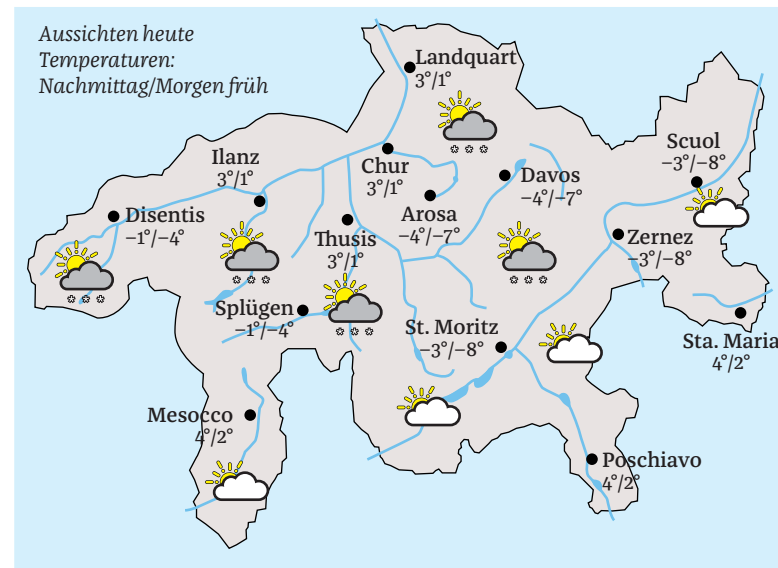 Aussichten heute
Temperaturen:
Nachmittag/Morgen früh
Landquart
3°/1°
Scuol
−3°/−8°
Ilanz
3°/1°
Chur
3°/1°
Davos
−4°/−7°
Arosa
−4°/−7°
Disentis
−1°/−4°
Thusis
3°/1°
Zernez
−3°/−8°
Splügen
−1°/−4°
St. Moritz
−3°/−8°
Sta. Maria
4°/2°
Mesocco
4°/2°
Poschiavo
4°/2°